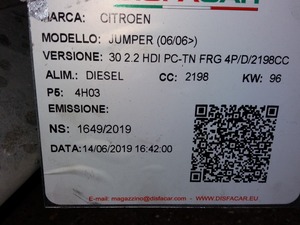 DISFACAR
MARCA: CITROEN
MODELLO: JUMPER (06/06>)
VERSIONE: 30 2.2 HDI PC-TN FRG 4P/D/2198CC
ALIM.: DIESEL CC: 2198 KW: 96
P5: 4H03
EMISSIONE:
NS: 1649/2019
DATA: 14/06/2019 16:42:00
E-mail: magazzino@disfacar.com
WWW.DISFACAR.EU